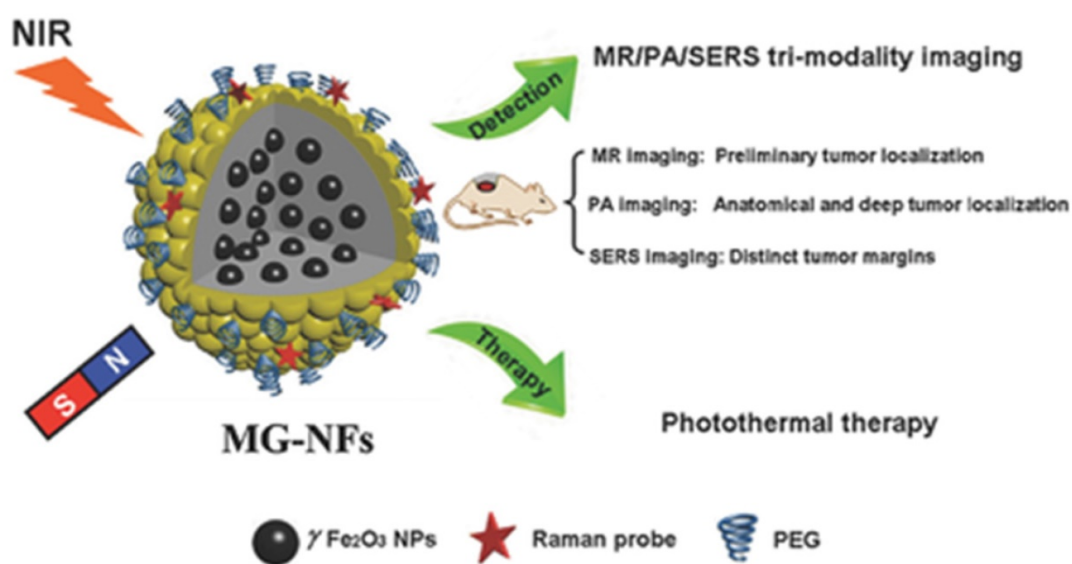 NIR
MR/PA/SERS tri-modality imaging
Detection
MR imaging: Preliminary tumor localization
PA imaging: Anatomical and deep tumor localization
SERS imaging: Distinct tumor margins
Therapy
S N
MG-NFs
Photothermal therapy
γ Fe₂O₃ NPs
Raman probe
PEG